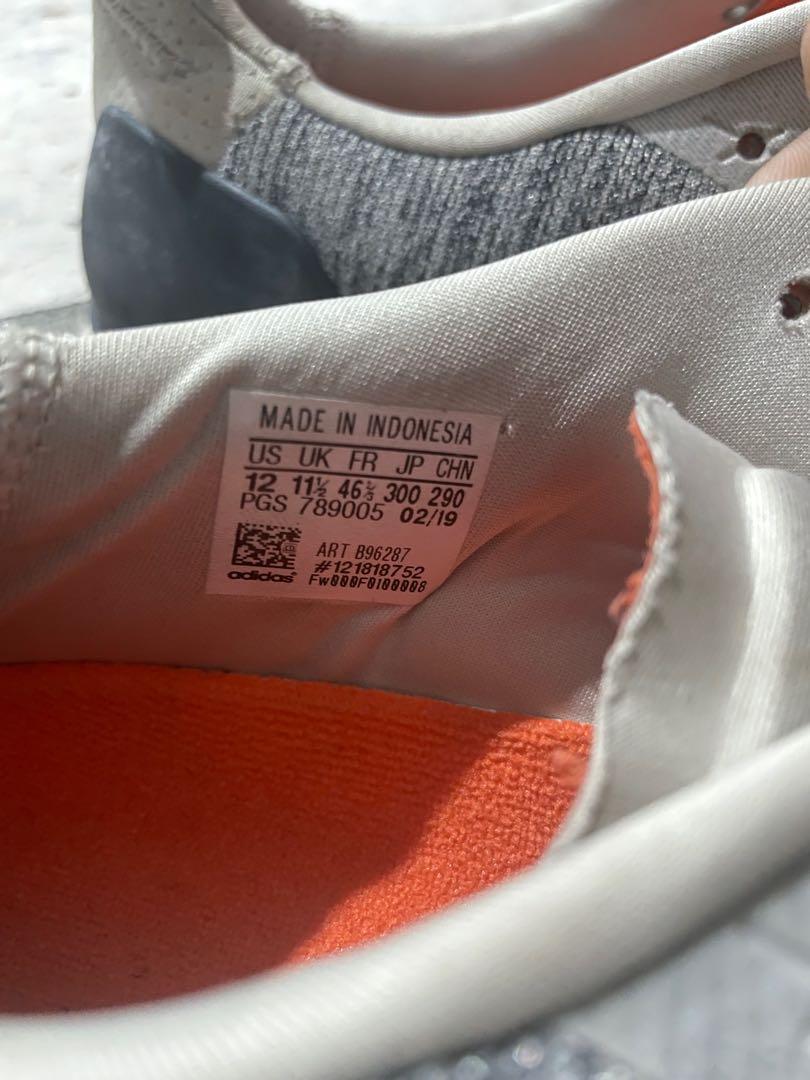 MADE IN INDONESIA
US UK FR JP CHN
12 11½ 46⅔ 300 290
PGS 789005 02/19
ART B96287
#121818752
adidas FW000F0100008